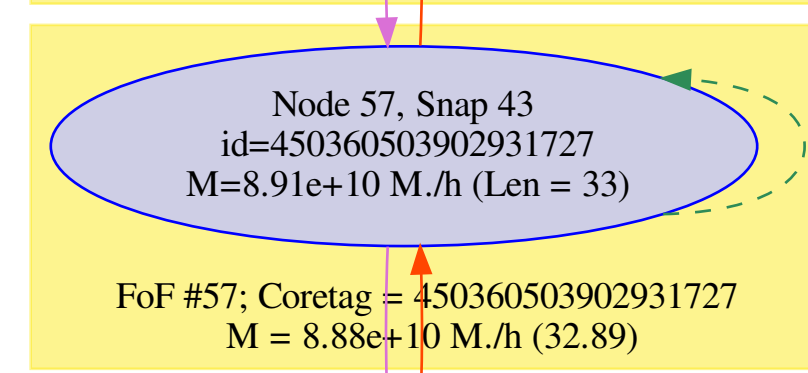 Node 57, Snap 43
id=450360503902931727
M=8.91e+10 M./h (Len = 33)
FoF #57; Coretag = 450360503902931727
M = 8.88e+10 M./h (32.89)